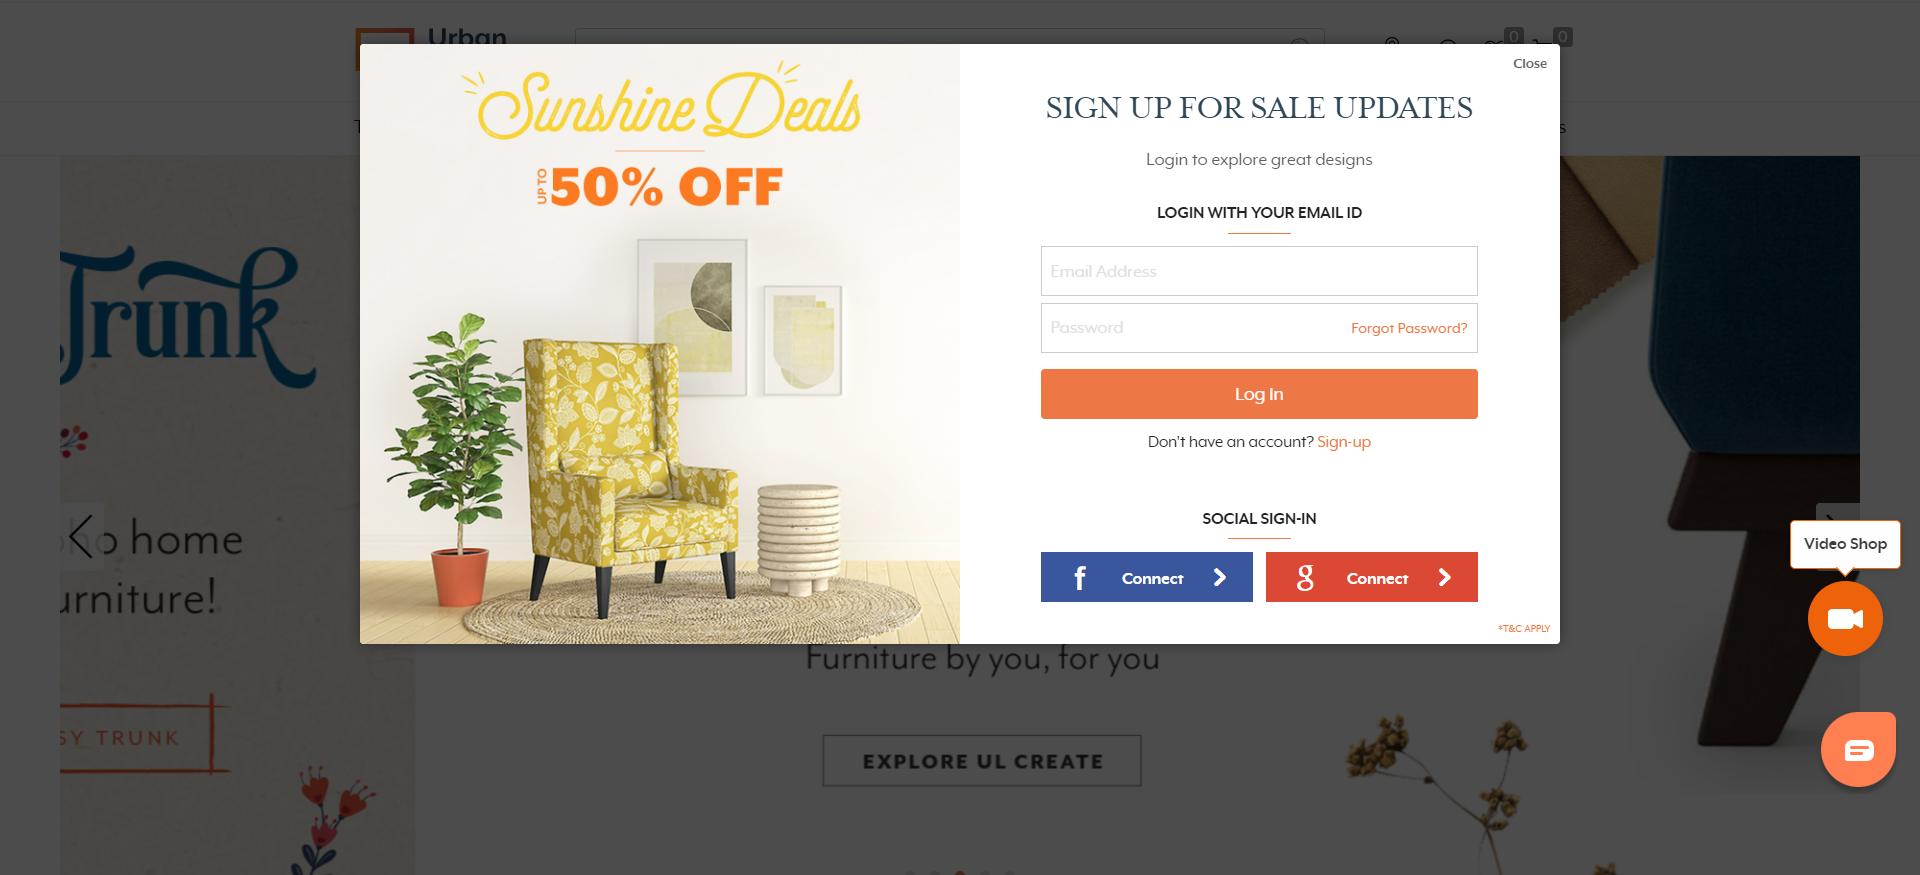 Urban
0
0
Close
Sunshine Deals
UP TO
50% OFF
SIGN UP FOR SALE UPDATES
Login to explore great designs
LOGIN WITH YOUR EMAIL ID
Email Address
Password
Forgot Password?
Log In
Don't have an account? Sign-up
SOCIAL SIGN-IN
f Connect
g Connect
*T&C APPLY
Trunk
home
urniture!
SY TRUNK
Furniture by you, for you
EXPLORE UL CREATE
Video Shop